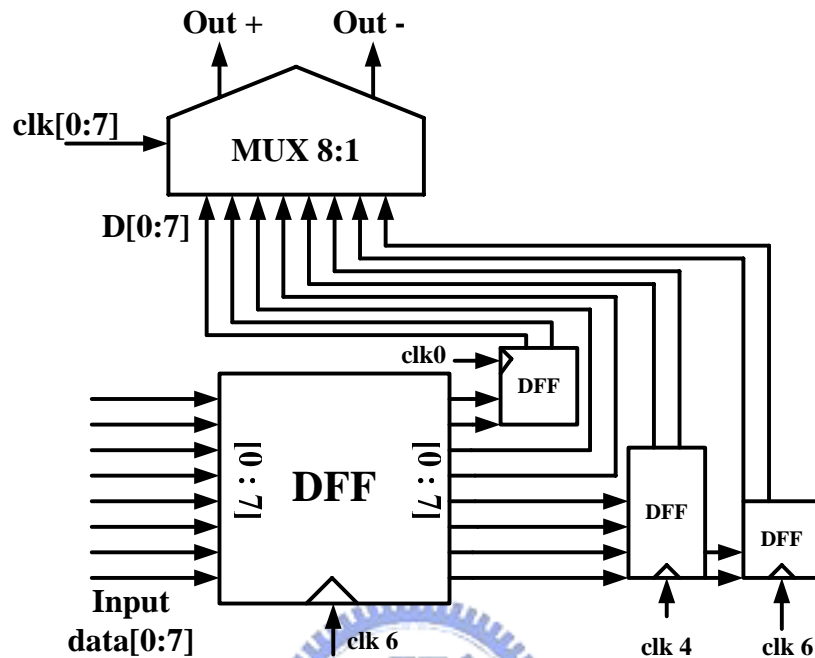 Out +
Out -
clk[0:7]
MUX 8:1
D[0:7]
clk0
DFF
[0 : 7]
DFF
[0 : 7]
DFF
DFF
Input
data[0:7]
clk 6
clk 4
clk 6